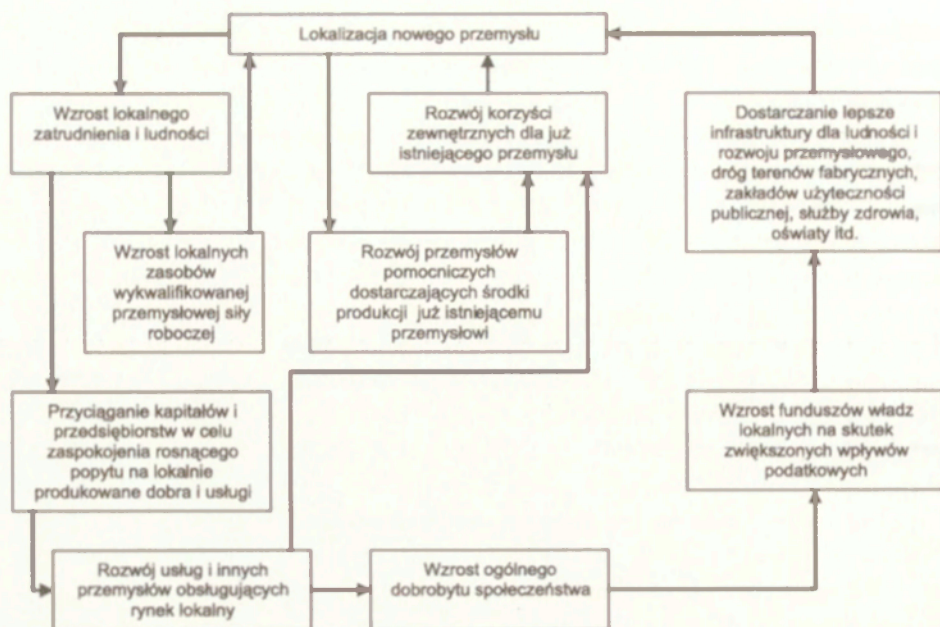 Lokalizacja nowego przemysłu
Wzrost lokalnego
zatrudnienia i ludności
Rozwój korzyści
zewnętrznych dla już
istniejącego przemysłu
Dostarczanie lepsze
infrastruktury dla ludności i
rozwoju przemysłowego,
dróg terenów fabrycznych,
zakładów użyteczności
publicznej, służby zdrowia,
oświaty itd.
Wzrost lokalnych
zasobów
wykwalifikowanej
przemysłowej siły
roboczej
Rozwój przemysłów
pomocniczych
dostarczających środki
produkcji już istniejącemu
przemysłowi
Przyciąganie kapitałów i
przedsiębiorstw w celu
zaspokojenia rosnącego
popytu na lokalnie
produkowane dobra i usługi
Wzrost funduszów władz
lokalnych na skutek
zwiększonych wpływów
podatkowych
Rozwój usług i innych
przemysłów obsługujących
rynek lokalny
Wzrost ogólnego
dobrobytu społeczeństwa